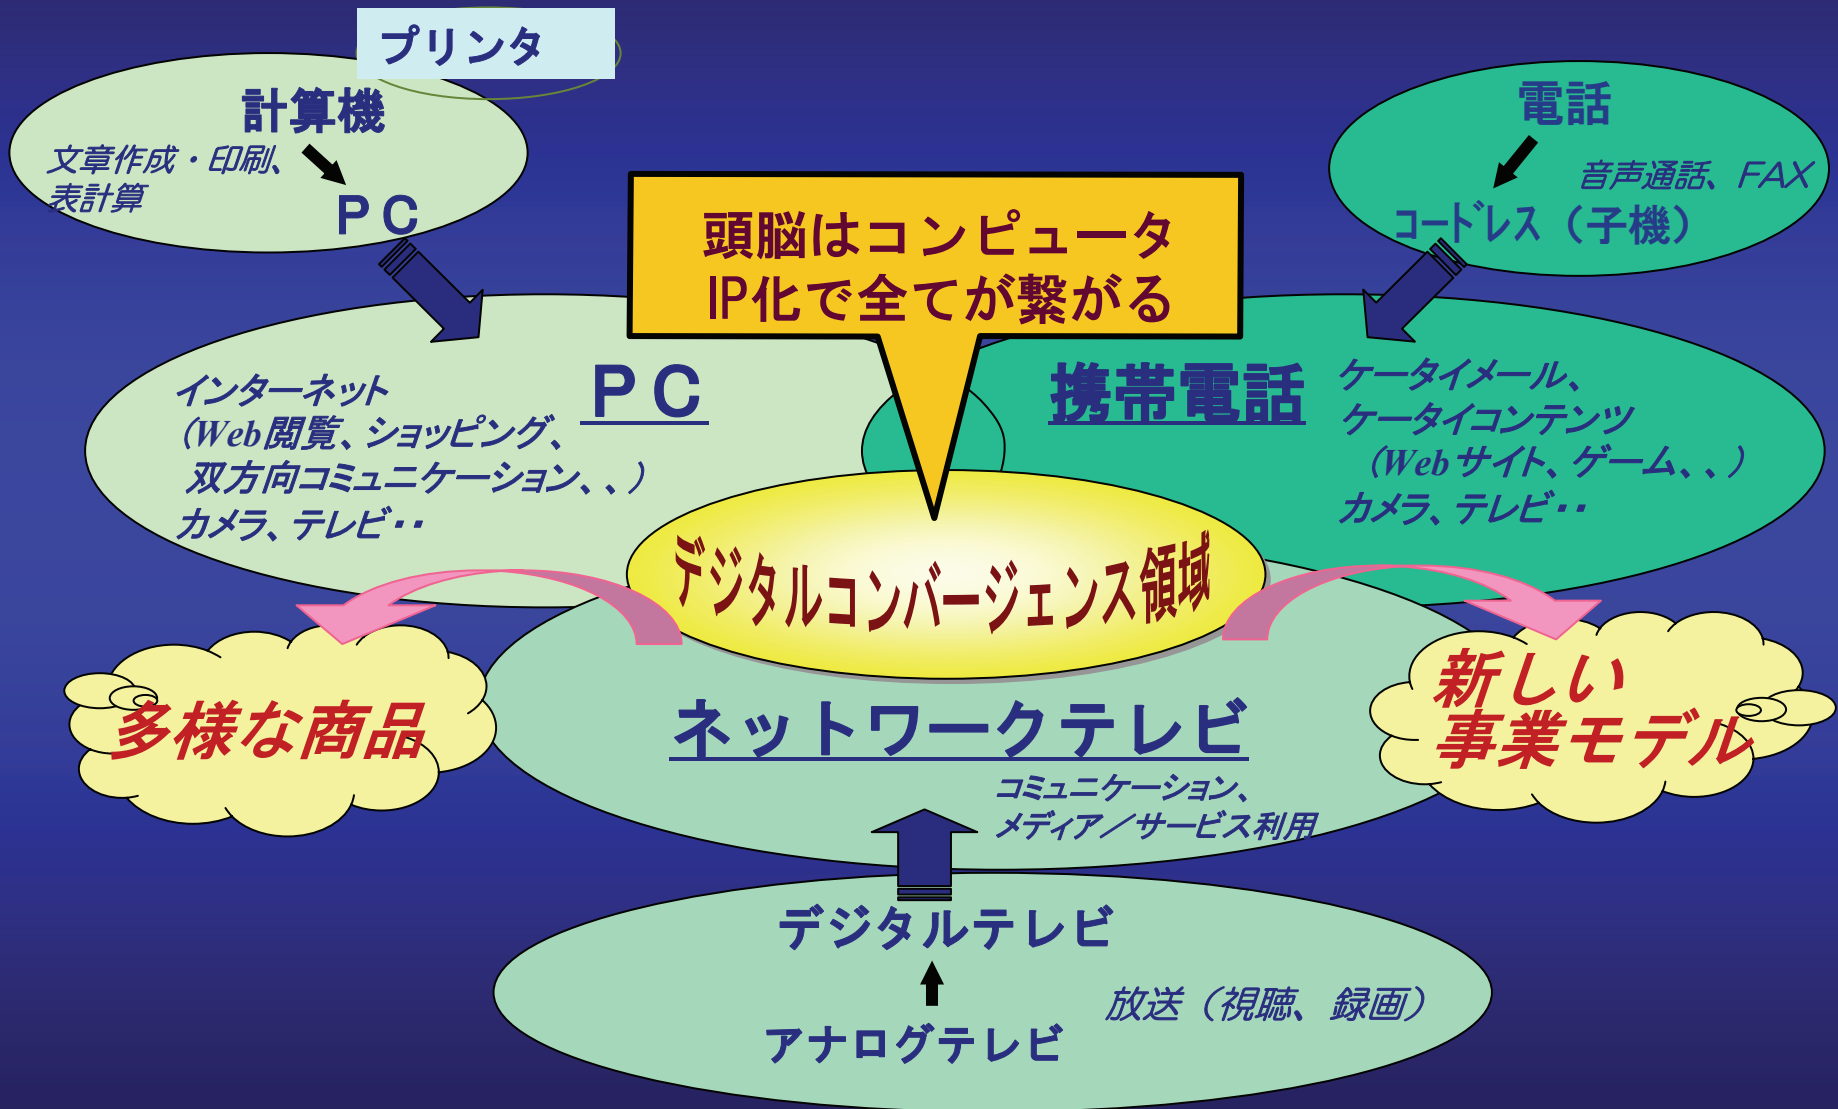 プリンタ
計算機
文章作成・印刷、
表計算
ＰＣ
電話
音声通話、FAX
コードレス（子機）
頭脳はコンピュータ
IP化で全てが繋がる
ＰＣ
インターネット
（Web閲覧、ショッピング、
双方向コミュニケーション、、）
カメラ、テレビ・・
携帯電話
ケータイメール、
ケータイコンテンツ
（Webサイト、ゲーム、、）
カメラ、テレビ・・
デジタルコンバージェンス領域
多様な商品
新しい
事業モデル
ネットワークテレビ
コミュニケーション、
メディア／サービス利用
デジタルテレビ
放送（視聴、録画）
アナログテレビ